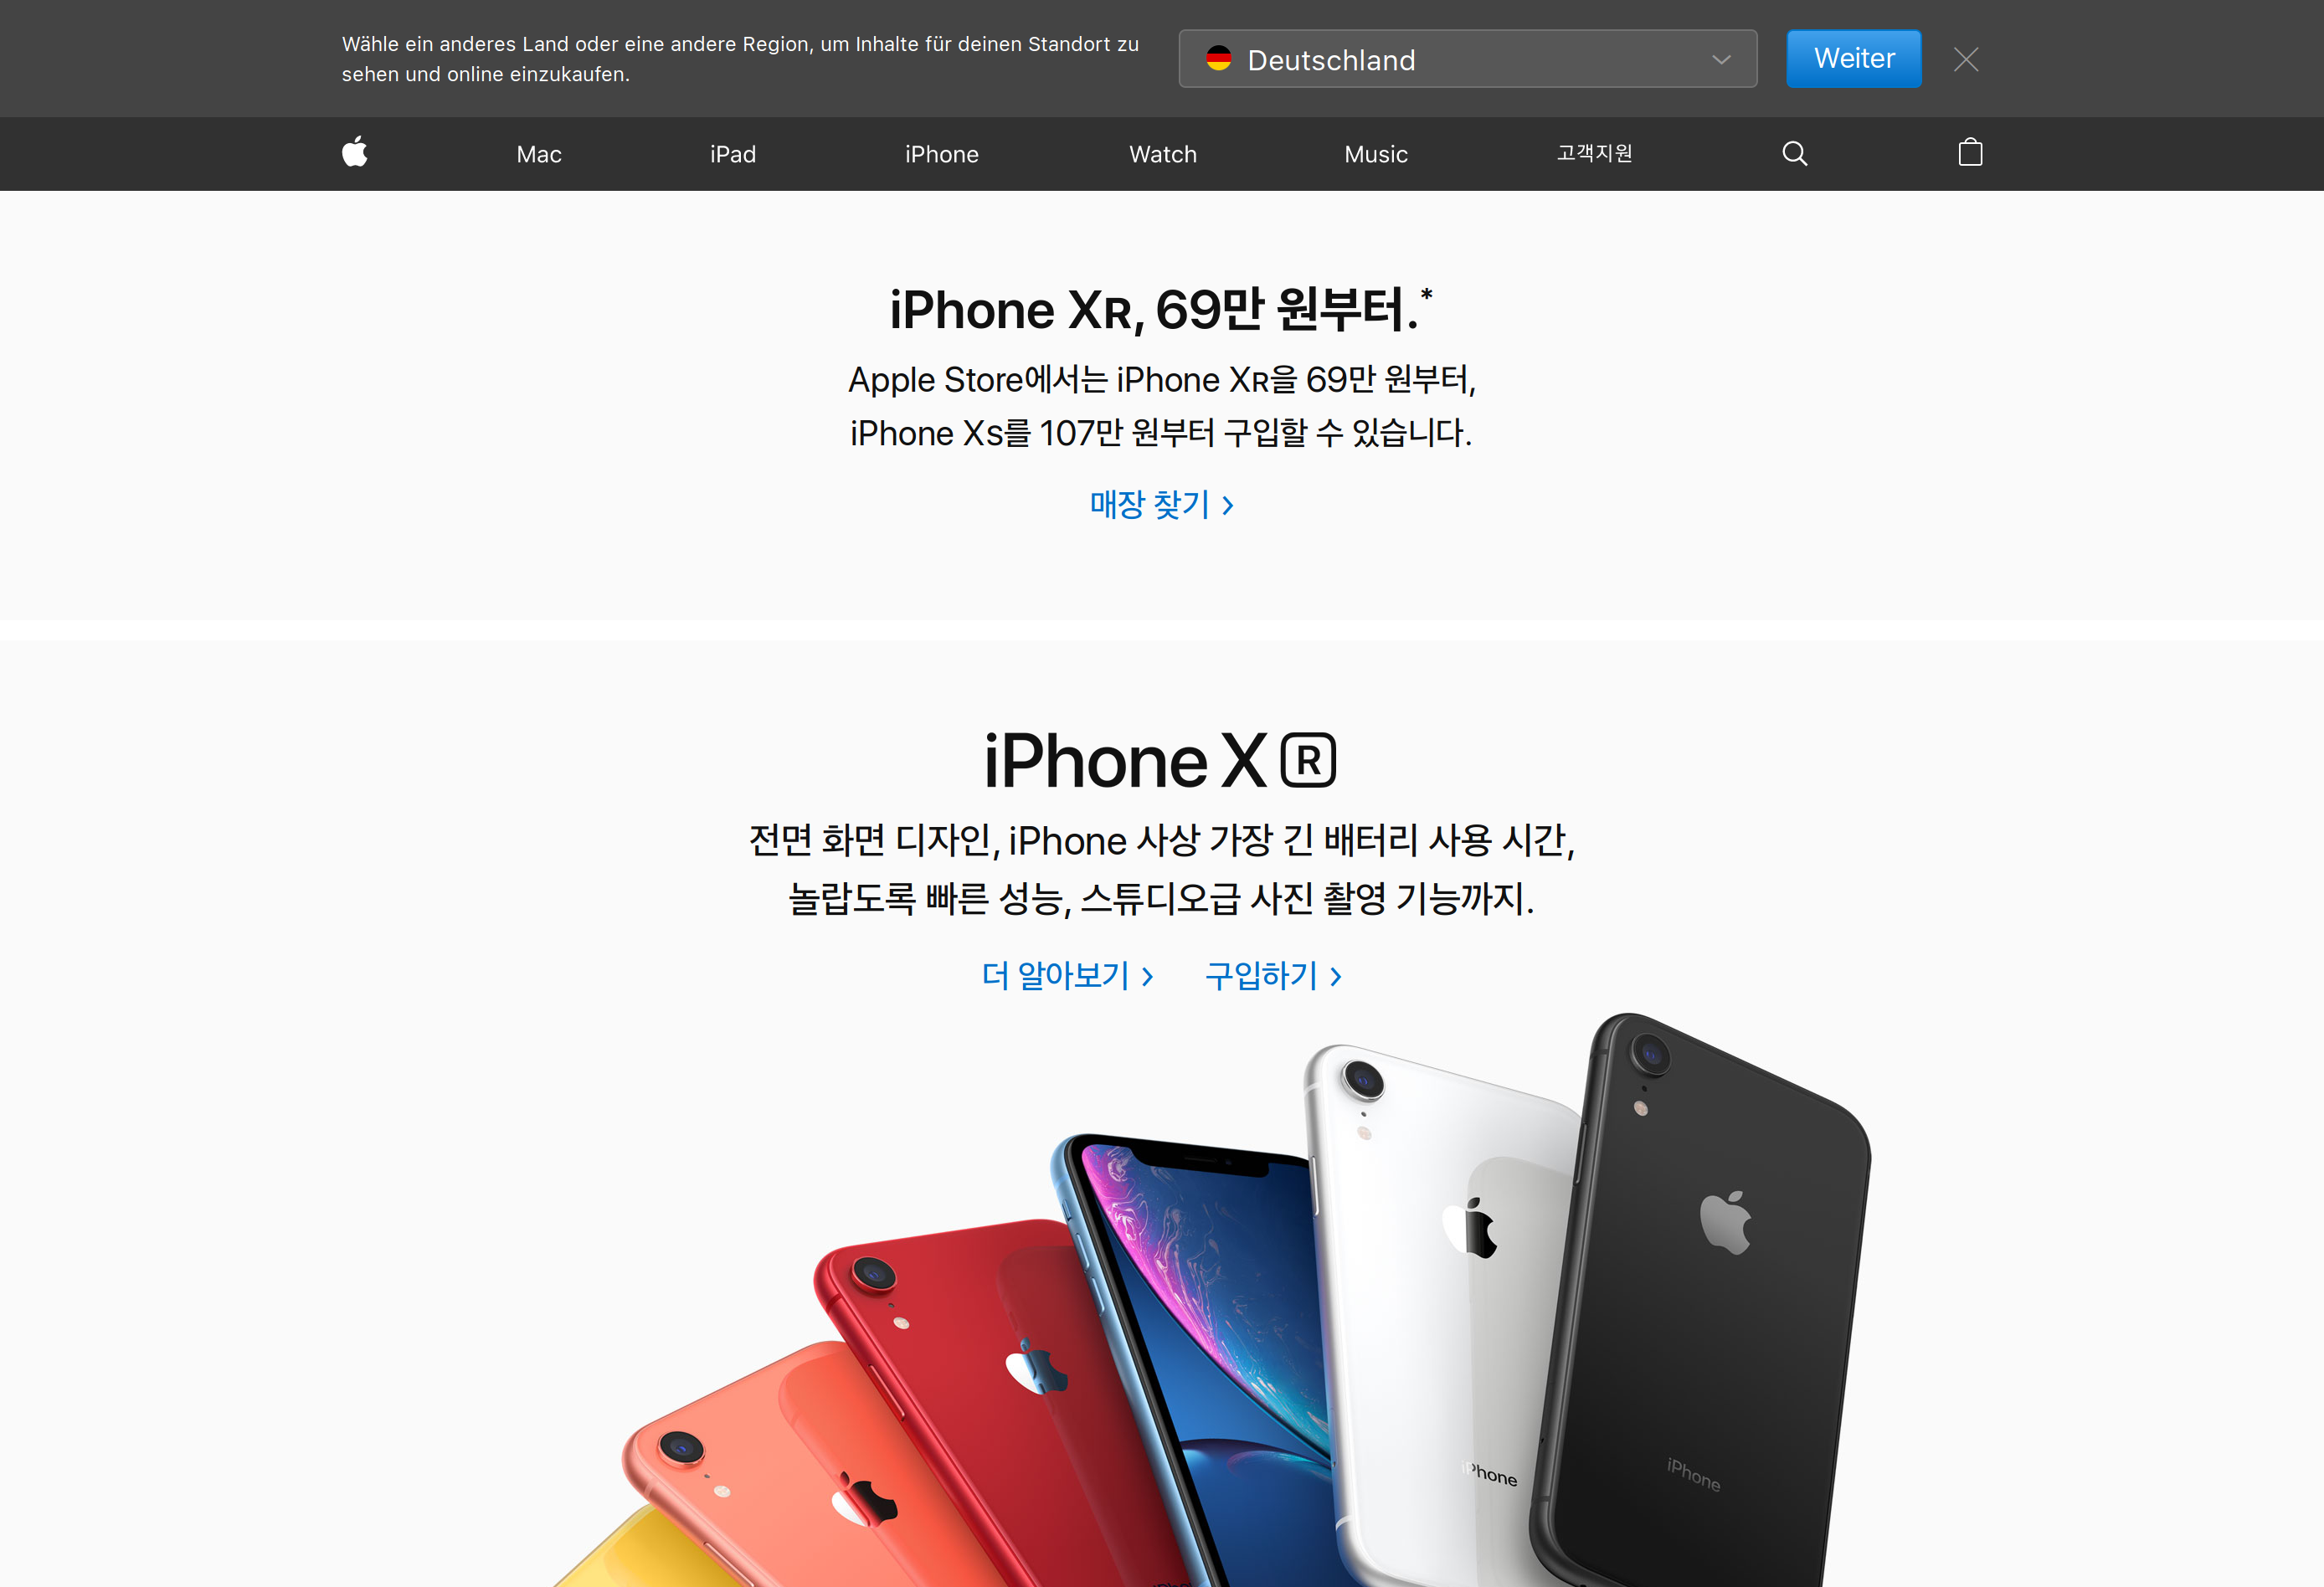 Wähle ein anderes Land oder eine andere Region, um Inhalte für deinen Standort zu
sehen und online einzukaufen.
Deutschland
Weiter
Mac iPad iPhone Watch Music 고객지원
iPhone XR, 69만 원부터.*
Apple Store에서는 iPhone XR을 69만 원부터,
iPhone XS를 107만 원부터 구입할 수 있습니다.
매장 찾기 >
iPhone X R
전면 화면 디자인, iPhone 사상 가장 긴 배터리 사용 시간,
놀랍도록 빠른 성능, 스튜디오급 사진 촬영 기능까지.
더 알아보기 > 구입하기 >
iPhone
iPhone